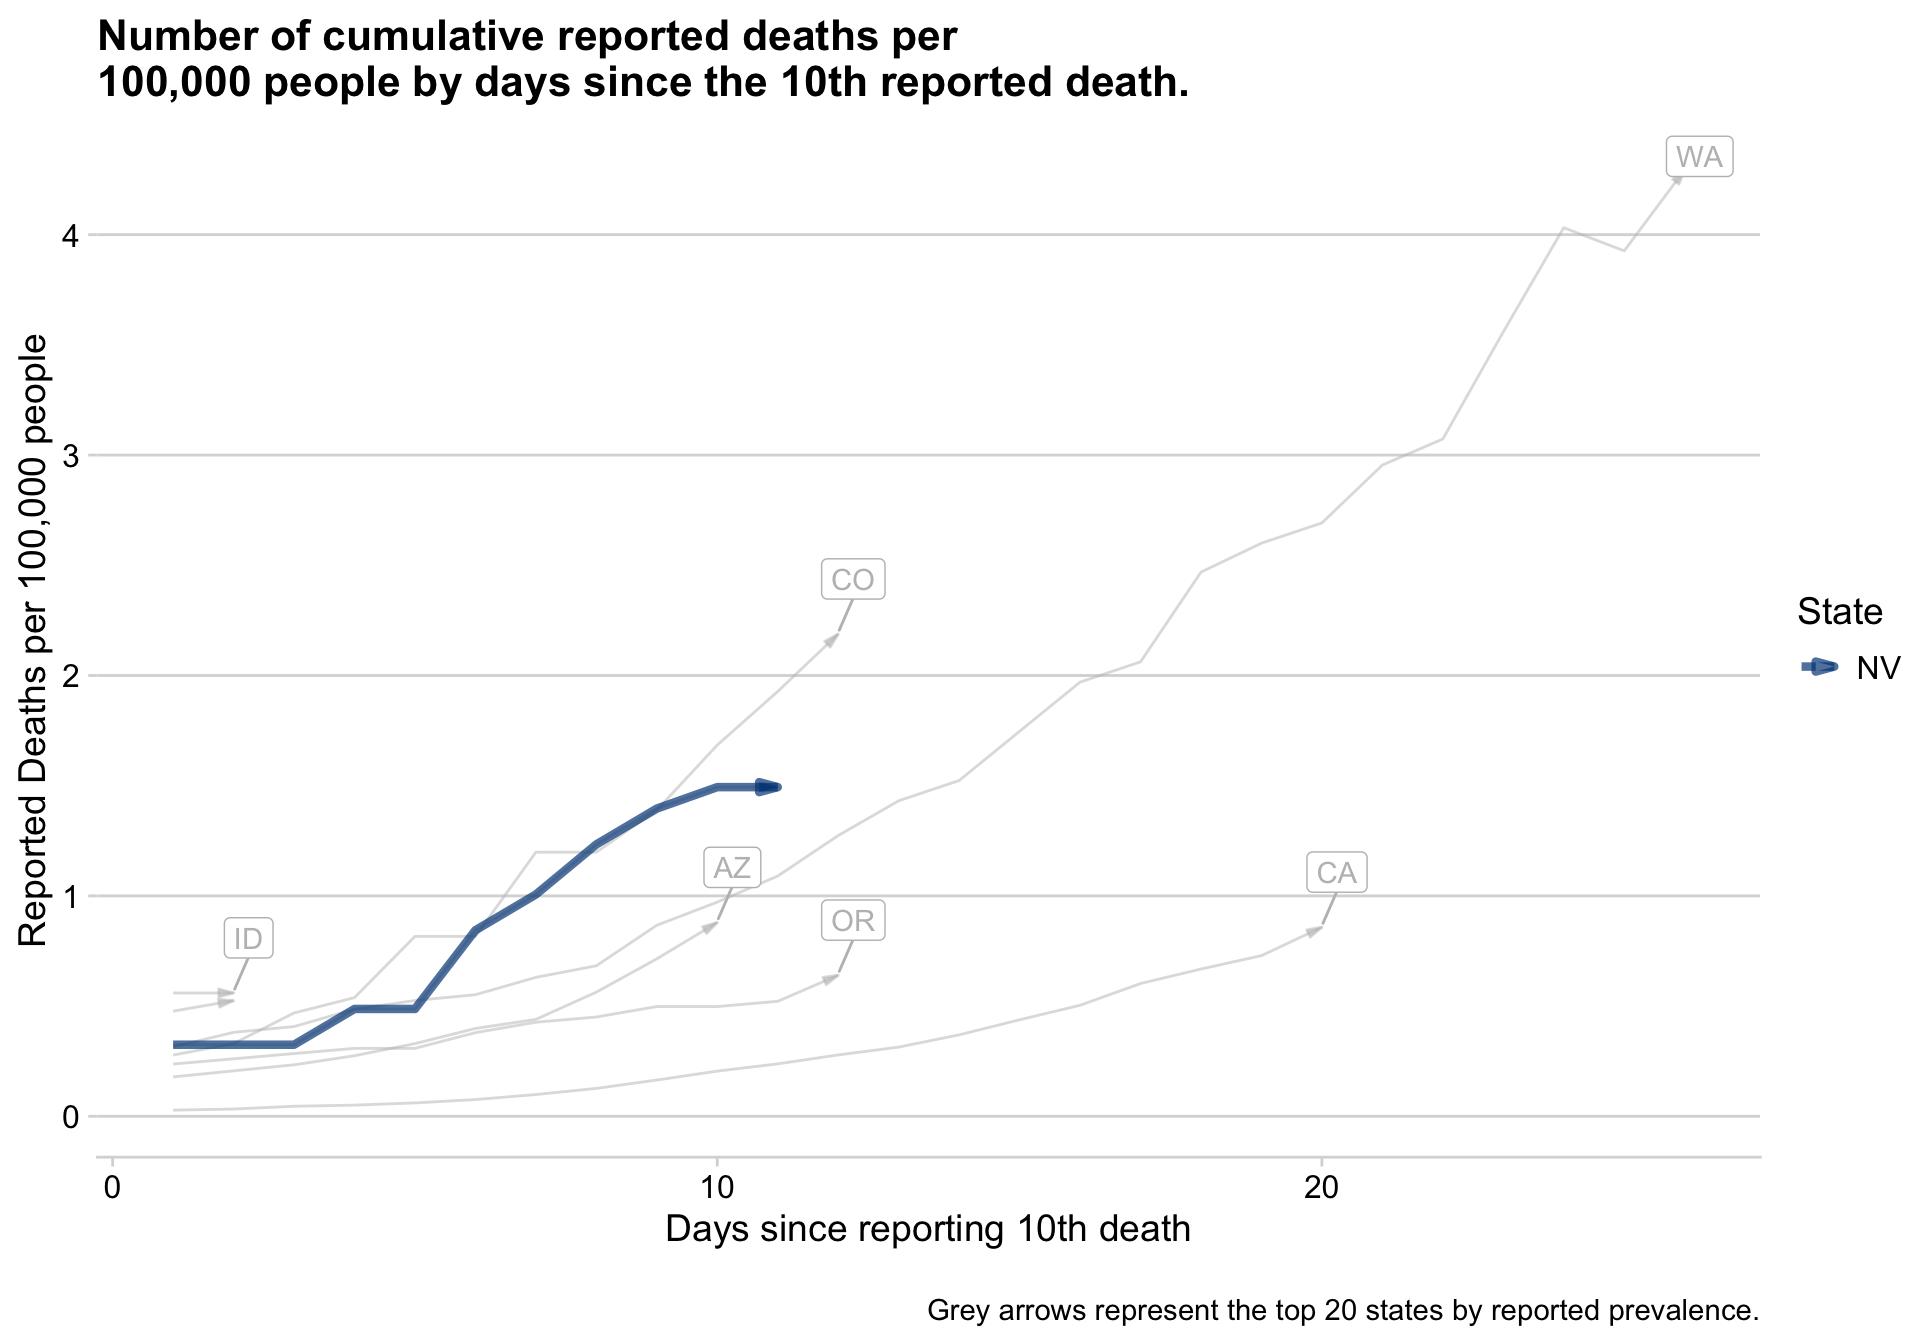 Number of cumulative reported deaths per
100,000 people by days since the 10th reported death.
WA
4
3
CO
2
AZ
CA
OR
1
ID
0
Reported Deaths per 100,000 people
State
NV
0
10
20
Days since reporting 10th death
Grey arrows represent the top 20 states by reported prevalence.